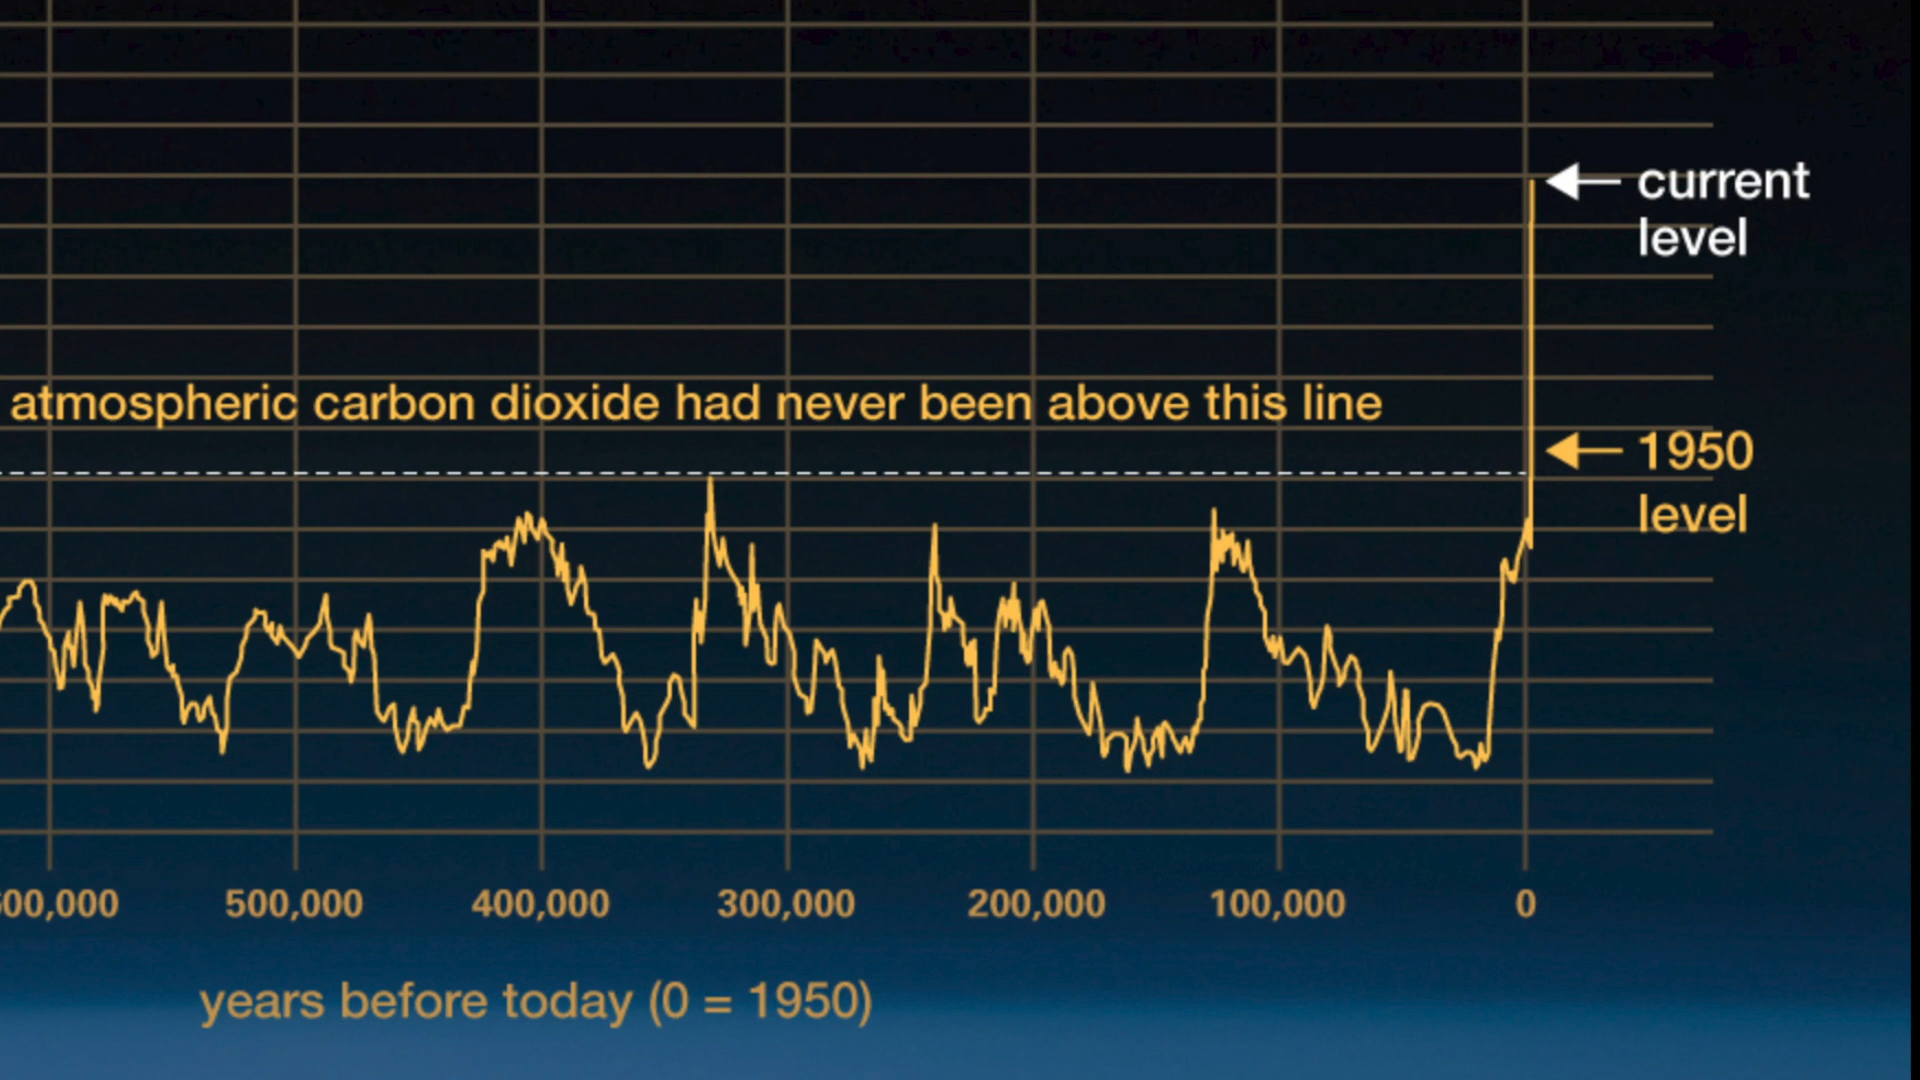 current
level
atmospheric carbon dioxide had never been above this line
1950
level
500,000
400,000
300,000
200,000
100,000
0
years before today (0 = 1950)